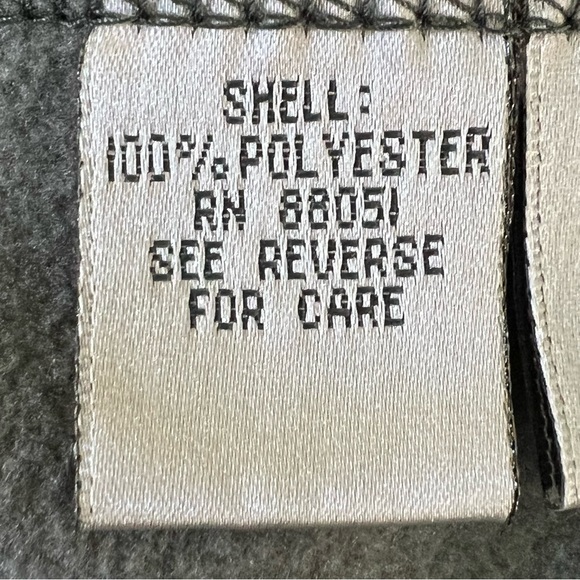 SHELL:
100% POLYESTER
RN 88051
SEE REVERSE
FOR CARE